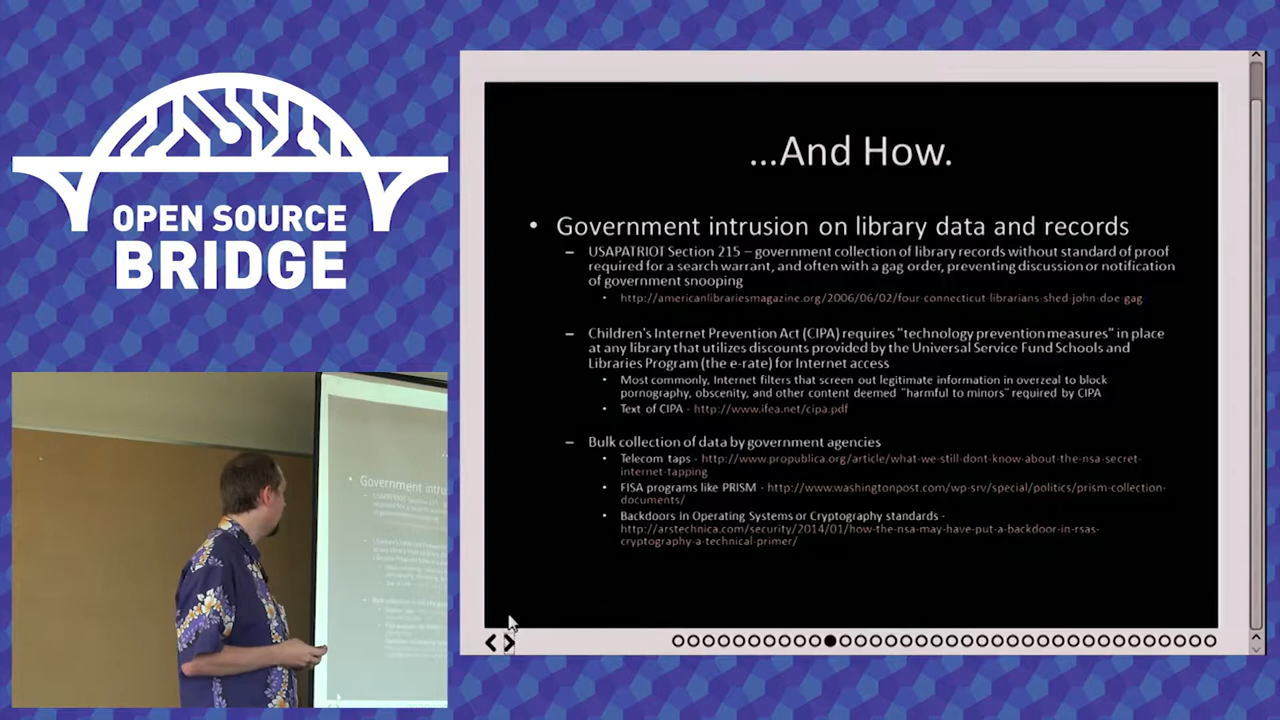 OPEN SOURCE
BRIDGE
...And How.
• Government intrusion on library data and records
– USAPATRIOT Section 215 – government collection of library records without standard of proof
required for a search warrant, and often with a gag order, preventing discussion or notification
of government snooping
• http://americanlibrariesmagazine.org/2006/06/02/four-connecticut-librarians-shed-john-doe-gag
– Children's Internet Prevention Act (CIPA) requires "technology prevention measures" in place
at any library that utilizes discounts provided by the Universal Service Fund Schools and
Libraries Program (the e-rate) for Internet access
• Most commonly, Internet filters that screen out legitimate information in overzeal to block
pornography, obscenity, and other content deemed "harmful to minors" required by CIPA
• Text of CIPA - http://www.ifea.net/cipa.pdf
– Bulk collection of data by government agencies
• Telecom taps - http://www.propublica.org/article/what-we-still-dont-know-about-the-nsa-secret-
internet-tapping
• FISA programs like PRISM - http://www.washingtonpost.com/wp-srv/special/politics/prism-collection-
documents/
• Backdoors in Operating Systems or Cryptography standards -
http://arstechnica.com/security/2014/01/how-the-nsa-may-have-put-a-backdoor-in-rsas-
cryptography-a-technical-primer/
• Government intru